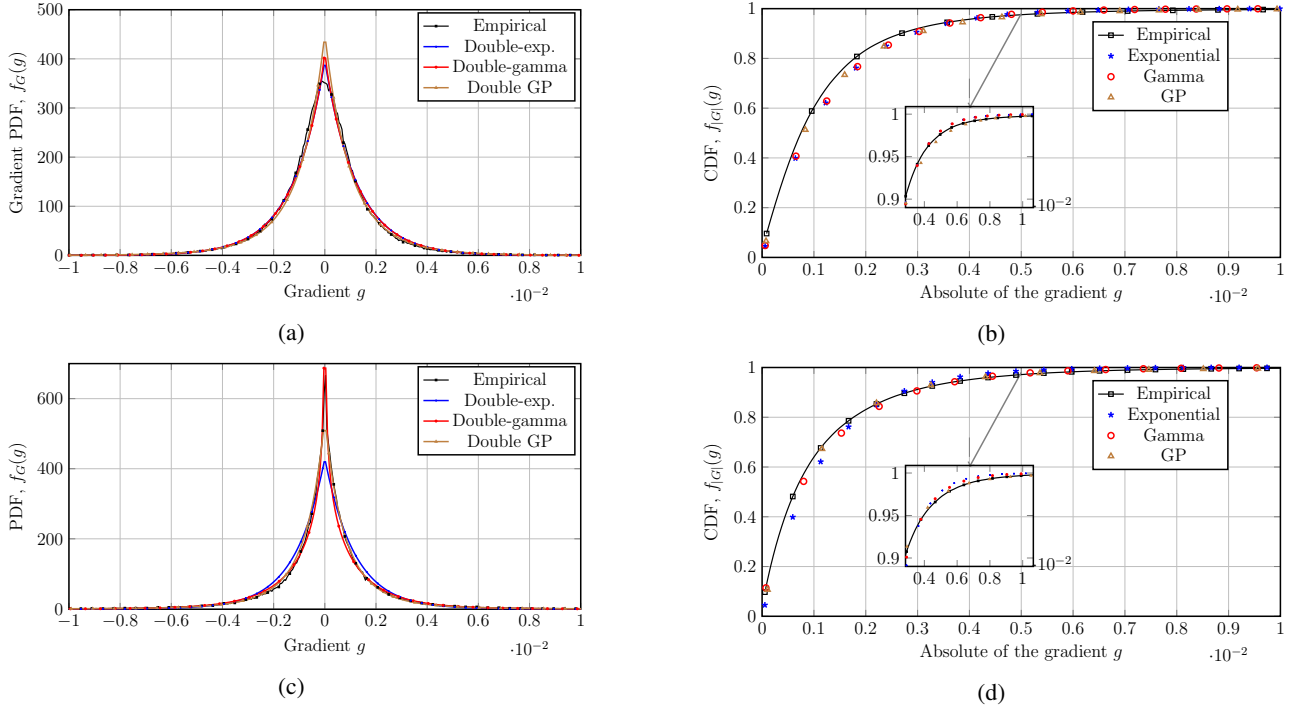 500
400
300
200
100
0
Gradient PDF, f_G(g)
Empirical
Double-exp.
Double-gamma
Double GP
−1 −0.8 −0.6 −0.4 −0.2 0 0.2 0.4 0.6 0.8 1
Gradient g
·10⁻²
(a)
1
0.8
0.6
0.4
0.2
0
CDF, f_|G|(g)
Empirical
Exponential
Gamma
GP
1
0.95
0.9
0.4 0.6 0.8 1
·10⁻²
0 0.1 0.2 0.3 0.4 0.5 0.6 0.7 0.8 0.9 1
Absolute of the gradient g
·10⁻²
(b)
600
400
200
0
PDF, f_G(g)
Empirical
Double-exp.
Double-gamma
Double GP
−1 −0.8 −0.6 −0.4 −0.2 0 0.2 0.4 0.6 0.8 1
Gradient g
·10⁻²
(c)
1
0.8
0.6
0.4
0.2
0
CDF, f_|G|(g)
Empirical
Exponential
Gamma
GP
1
0.95
0.9
0.4 0.6 0.8 1
·10⁻²
0 0.1 0.2 0.3 0.4 0.5 0.6 0.7 0.8 0.9 1
Absolute of the gradient g
·10⁻²
(d)